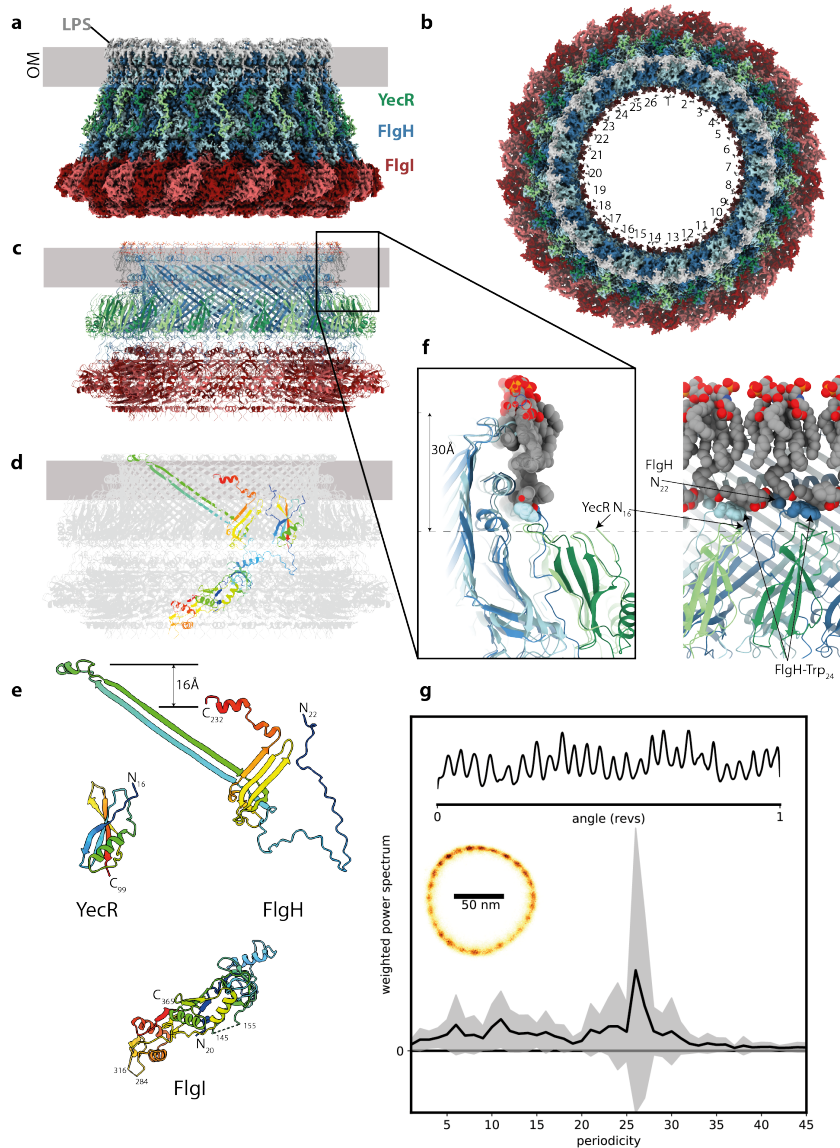 a
LPS
OM
YecR
FlgH
FlgI
b
1
2
3
4
5
6
7
8
9
10
11
12
13
14
15
16
17
18
19
20
21
22
23
24
25
26
c
d
e
16Å
C232
N22
N16
C99
YecR
FlgH
C365
N20
145
155
316
284
FlgI
f
30Å
YecR N16
FlgH
N22
FlgH-Trp24
g
0
angle (revs)
1
50 nm
weighted power spectrum
0
5 10 15 20 25 30 35 40 45
periodicity